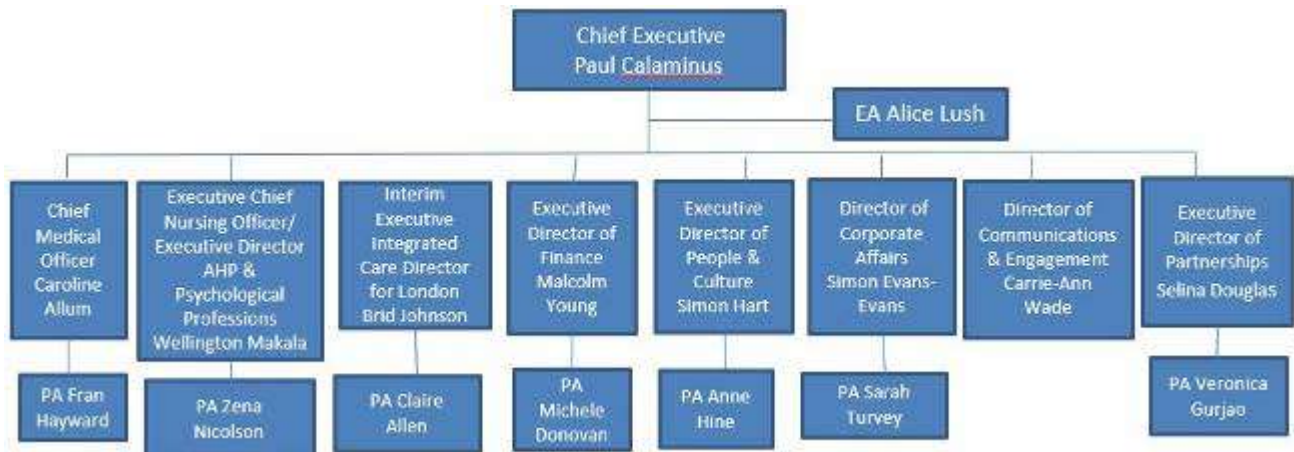 Chief Executive
Paul Calaminus
EA Alice Lush
Chief
Medical
Officer
Caroline
Allum
Executive Chief
Nursing Officer/
Executive Director
AHP &
Psychological
Professions
Wellington Makala
Interim
Executive
Integrated
Care Director
for London
Brid Johnson
Executive
Director of
Finance
Malcolm
Young
Executive
Director of
People &
Culture
Simon Hart
Director of
Corporate
Affairs
Simon Evans-
Evans
Director of
Communications
& Engagement
Carrie-Ann
Wade
Executive
Director of
Partnerships
Selina Douglas
PA Fran
Hayward
PA Zena
Nicolson
PA Claire
Allen
PA
Michele
Donovan
PA Anne
Hine
PA Sarah
Turvey
PA Veronica
Gurjao